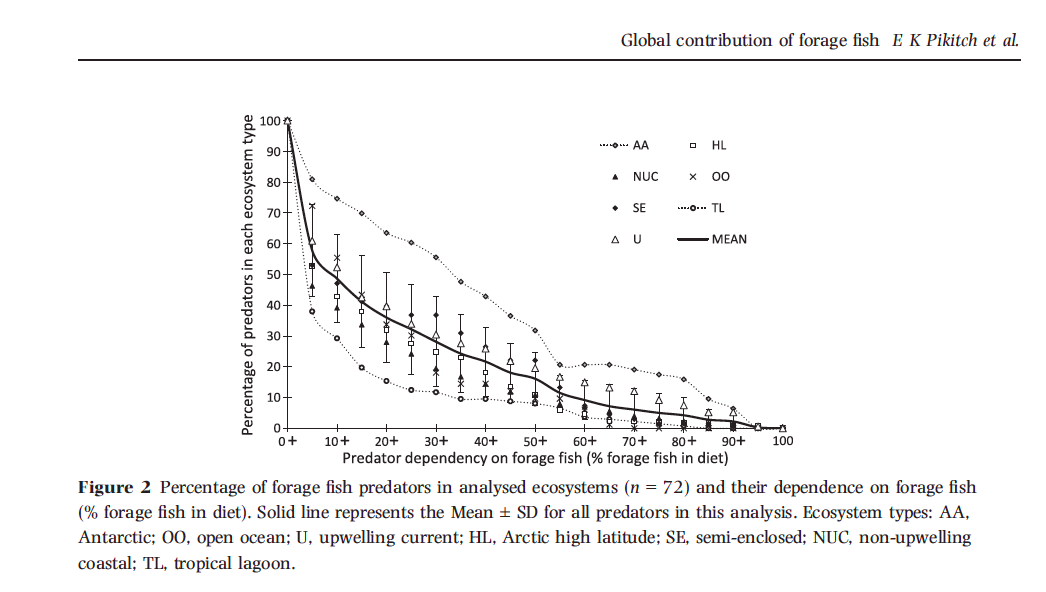 Global contribution of forage fish E K Pikitch et al.
Percentage of predators in each ecosystem type
100
90
80
70
60
50
40
30
20
10
0
0+ 10+ 20+ 30+ 40+ 50+ 60+ 70+ 80+ 90+ 100
Predator dependency on forage fish (% forage fish in diet)
AA HL
NUC OO
SE TL
U MEAN
Figure 2 Percentage of forage fish predators in analysed ecosystems (n = 72) and their dependence on forage fish
(% forage fish in diet). Solid line represents the Mean ± SD for all predators in this analysis. Ecosystem types: AA,
Antarctic; OO, open ocean; U, upwelling current; HL, Arctic high latitude; SE, semi-enclosed; NUC, non-upwelling
coastal; TL, tropical lagoon.